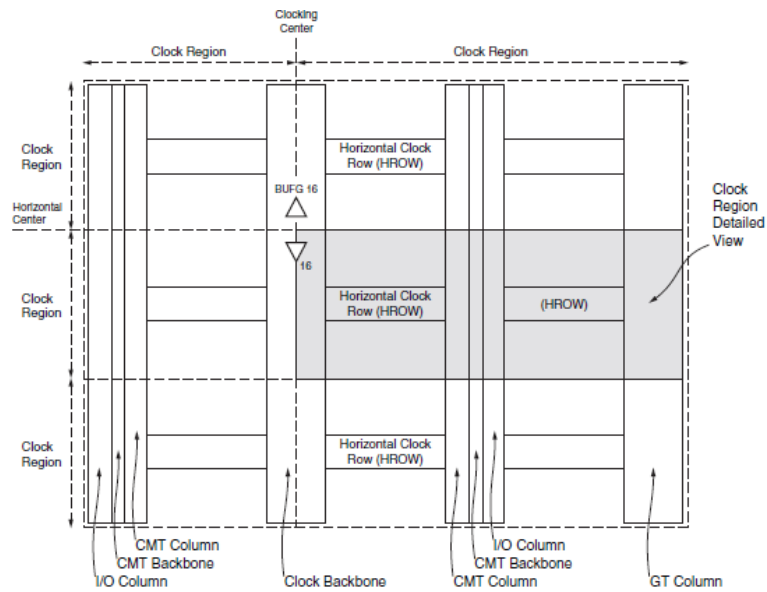 Clocking
Center
Clock Region
Clock Region
Clock
Region
Horizontal Clock
Row (HROW)
BUFG 16
Horizontal
Center
Clock
Region
Detailed
View
16
Clock
Region
Horizontal Clock
Row (HROW)
(HROW)
Clock
Region
Horizontal Clock
Row (HROW)
CMT Column
CMT Backbone
I/O Column
Clock Backbone
I/O Column
CMT Backbone
CMT Column
GT Column